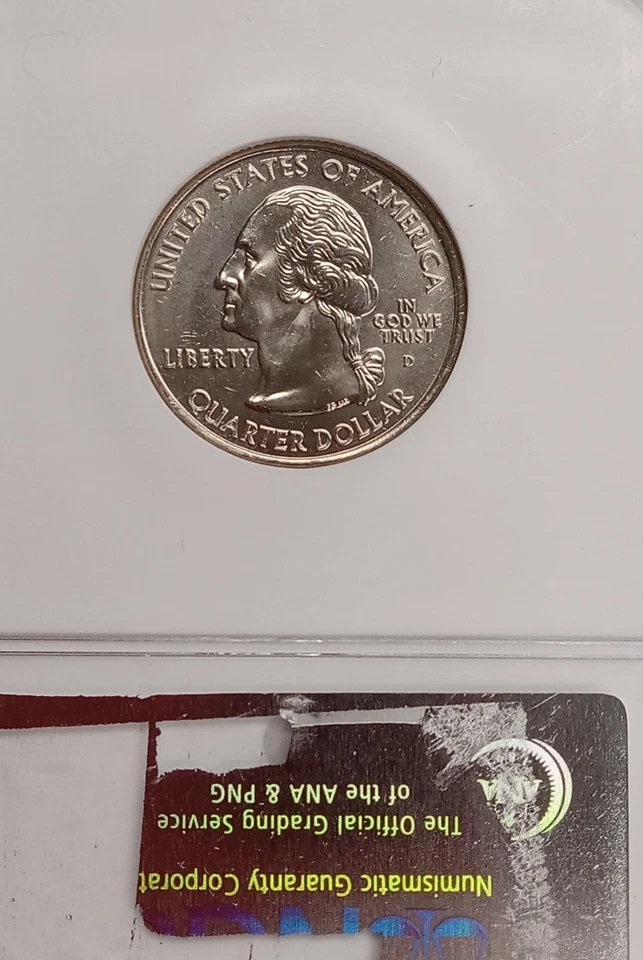 UNITED STATES OF AMERICA
LIBERTY
IN
GOD WE
TRUST
D
QUARTER DOLLAR
Numismatic Guaranty Corporat
The Official Grading Service
of the ANA & PNG
ANA